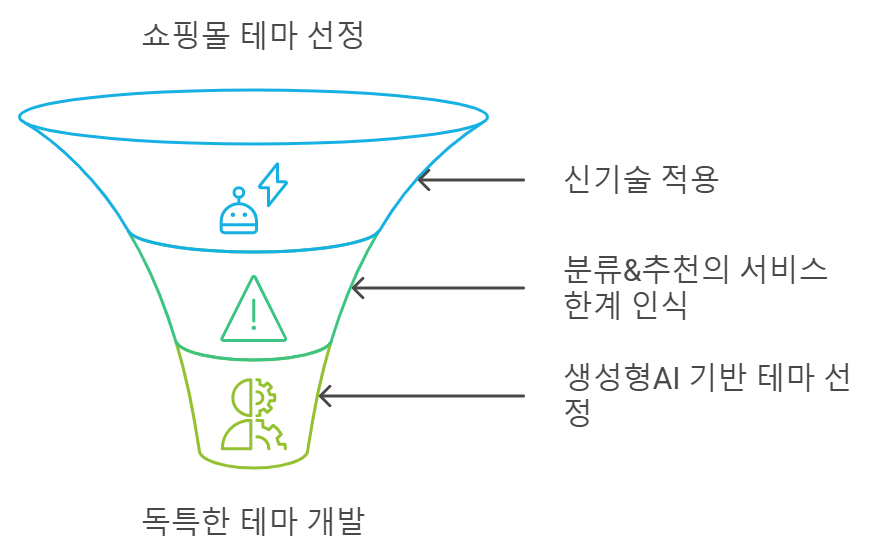 쇼핑몰 테마 선정
신기술 적용
분류&추천의 서비스
한계 인식
생성형AI 기반 테마 선
정
독특한 테마 개발